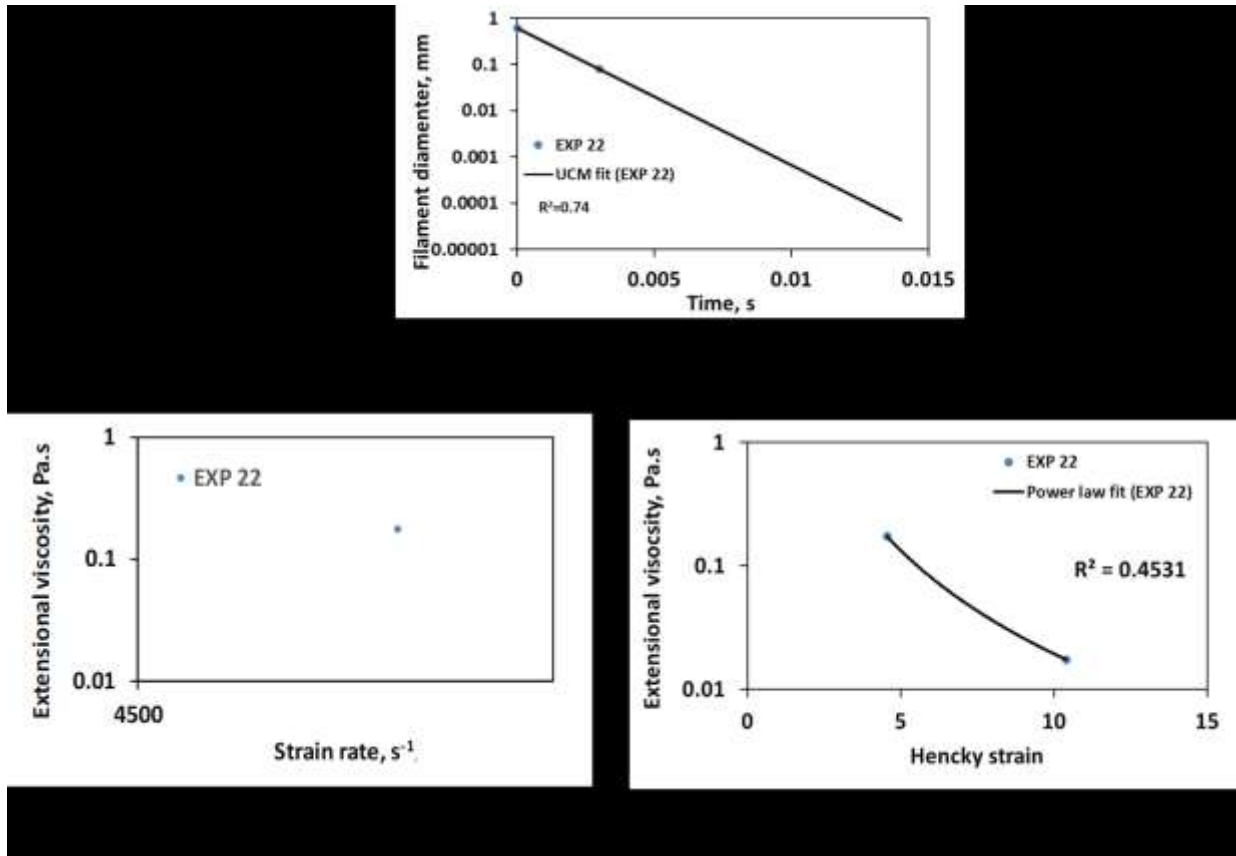 Filament diamenter, mm
1
0.1
0.01
0.001
0.0001
0.00001
EXP 22
UCM fit (EXP 22)
R²=0.74
0
0.005
0.01
0.015
Time, s
Extensional viscosity, Pa.s
1
0.1
0.01
EXP 22
4500
Strain rate, s⁻¹
Extensional visocsity, Pa.s
1
0.1
0.01
EXP 22
Power law fit (EXP 22)
R² = 0.4531
0
5
10
15
Hencky strain